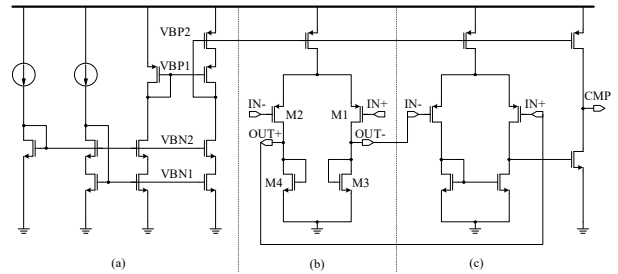 VBP2
VBP1
VBN2
VBN1
IN-
M2
M1
IN+
OUT+
OUT-
M4
M3
IN-
IN+
CMP
(a)
(b)
(c)